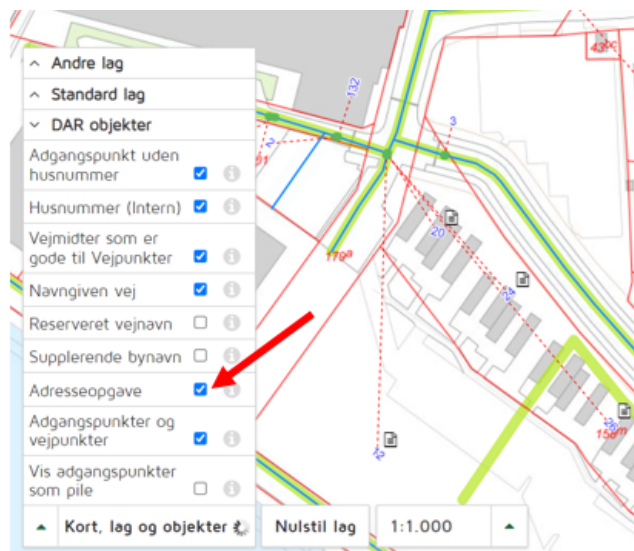 Andre lag
Standard lag
DAR objekter
Adgangspunkt uden
husnummer
Husnummer (Intern)
Vejmidter som er
gode til Vejpunkter
Navngiven vej
Reserveret vejnavn
Supplerende bynavn
Adresseopgave
Adgangspunkter og
vejpunkter
Vis adgangspunkter
som pile
Kort, lag og objekter
Nulstil lag
1:1.000
132
2
3
20
24
26
12
179a
158m